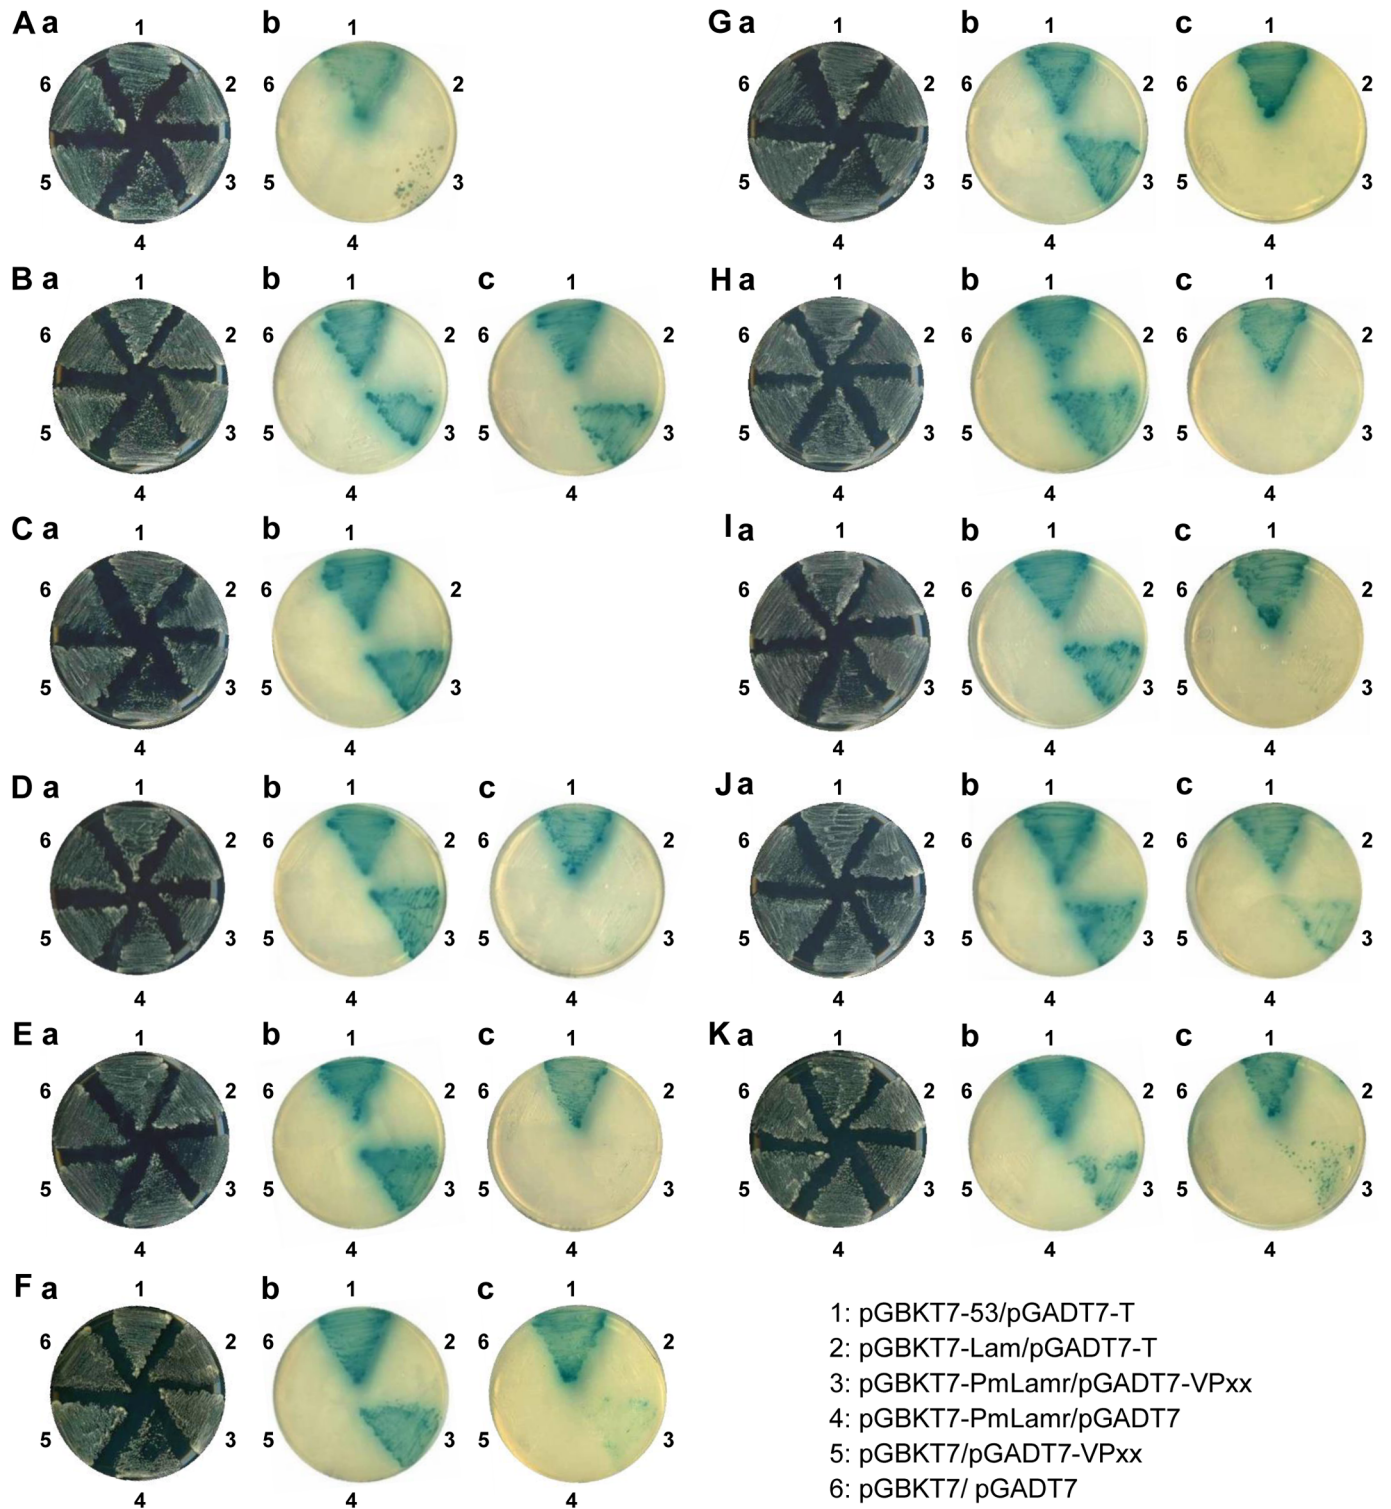 A a b
1 1
6 2 6 2
5 3 5 3
4 4
B a b c
1 1 1
6 2 6 2 6 2
5 3 5 3 5 3
4 4 4
C a b
1 1
6 2 6 2
5 3 5 3
4 4
D a b c
1 1 1
6 2 6 2 6 2
5 3 5 3 5 3
4 4 4
E a b c
1 1 1
6 2 6 2 6 2
5 3 5 3 5 3
4 4 4
F a b c
1 1 1
6 2 6 2 6 2
5 3 5 3 5 3
4 4 4
G a b c
1 1 1
6 2 6 2 6 2
5 3 5 3 5 3
4 4 4
H a b c
1 1 1
6 2 6 2 6 2
5 3 5 3 5 3
4 4 4
I a b c
1 1 1
6 2 6 2 6 2
5 3 5 3 5 3
4 4 4
J a b c
1 1 1
6 2 6 2 6 2
5 3 5 3 5 3
4 4 4
K a b c
1 1 1
6 2 6 2 6 2
5 3 5 3 5 3
4 4 4
1: pGBKT7-53/pGADT7-T
2: pGBKT7-Lam/pGADT7-T
3: pGBKT7-PmLamr/pGADT7-VPxx
4: pGBKT7-PmLamr/pGADT7
5: pGBKT7/pGADT7-VPxx
6: pGBKT7/ pGADT7